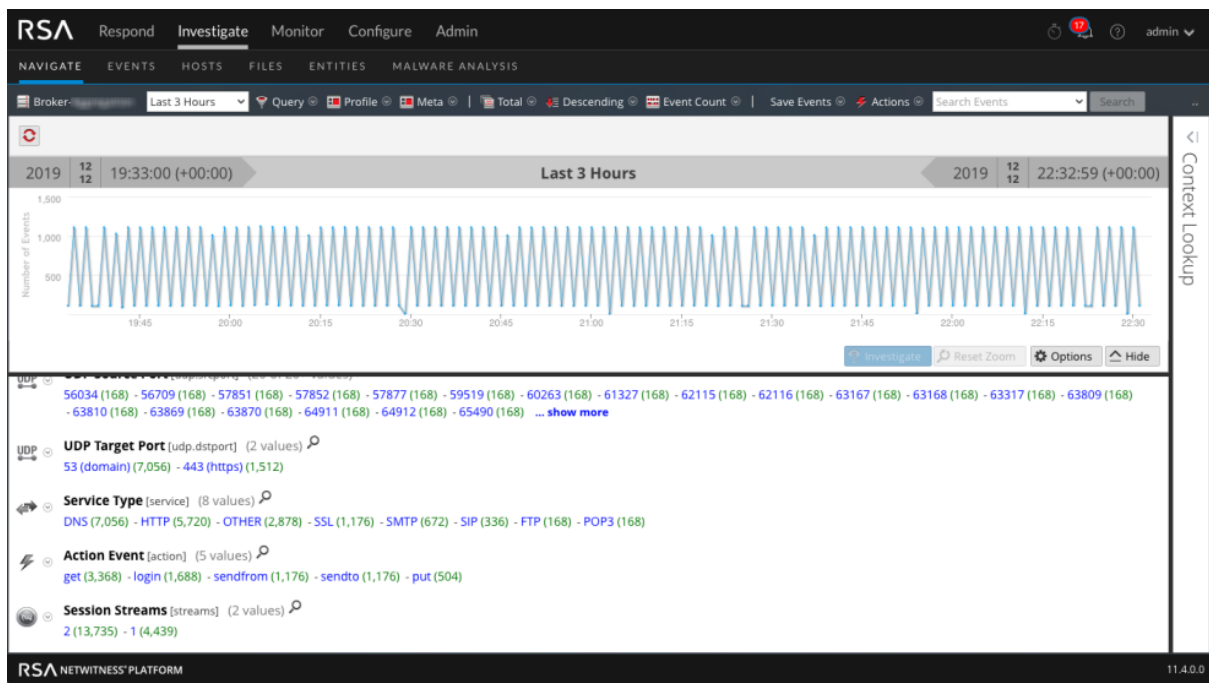 RSA Respond Investigate Monitor Configure Admin 17 admin
NAVIGATE EVENTS HOSTS FILES ENTITIES MALWARE ANALYSIS
Broker- Last 3 Hours Query Profile Meta | Total Descending Event Count | Save Events Actions Search Events Search ..
2019 12 12 19:33:00 (+00:00) Last 3 Hours 2019 12 12 22:32:59 (+00:00)
Context Lookup
Number of Events
1,500
1,000
500
19:45 20:00 20:15 20:30 20:45 21:00 21:15 21:30 21:45 22:00 22:15 22:30
Investigate Reset Zoom Options Hide
UDP
56034 (168) - 56709 (168) - 57851 (168) - 57852 (168) - 57877 (168) - 59519 (168) - 60263 (168) - 61327 (168) - 62115 (168) - 62116 (168) - 63167 (168) - 63168 (168) - 63317 (168) - 63809 (168)
- 63810 (168) - 63869 (168) - 63870 (168) - 64911 (168) - 64912 (168) - 65490 (168) ... show more
UDP UDP Target Port [udp.dstport] (2 values)
53 (domain) (7,056) - 443 (https) (1,512)
Service Type [service] (8 values)
DNS (7,056) - HTTP (5,720) - OTHER (2,878) - SSL (1,176) - SMTP (672) - SIP (336) - FTP (168) - POP3 (168)
Action Event [action] (5 values)
get (3,368) - login (1,688) - sendfrom (1,176) - sendto (1,176) - put (504)
Session Streams [streams] (2 values)
2 (13,735) - 1 (4,439)
RSA NETWITNESS® PLATFORM 11.4.0.0